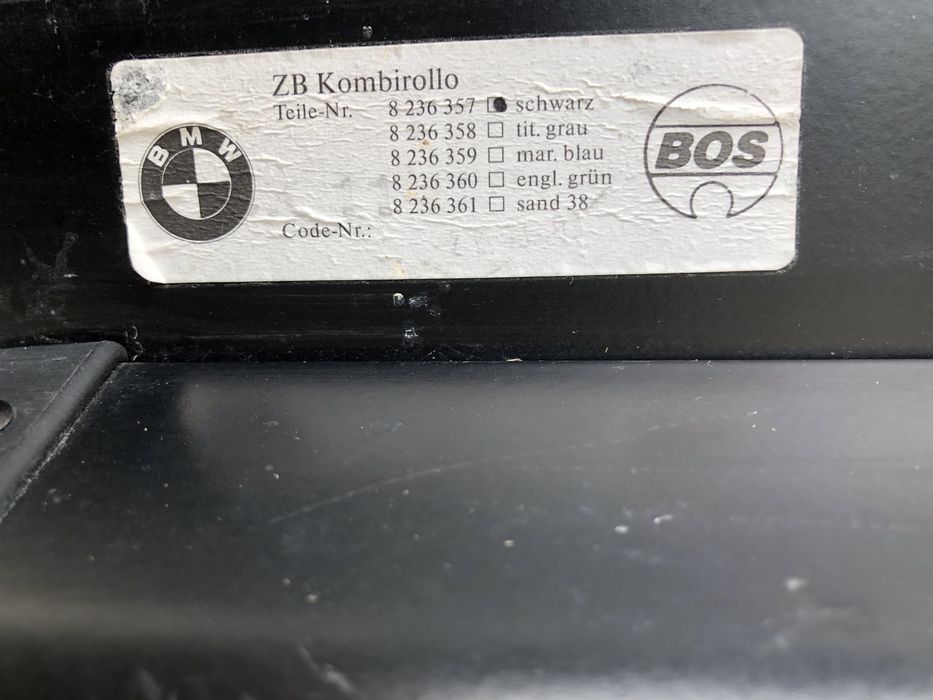 ZB Kombirollo
Teile-Nr. 8 236 357 schwarz
8 236 358 tit. grau
8 236 359 mar. blau
8 236 360 engl. grün
8 236 361 sand 38
Code-Nr.:
BMW
BOS